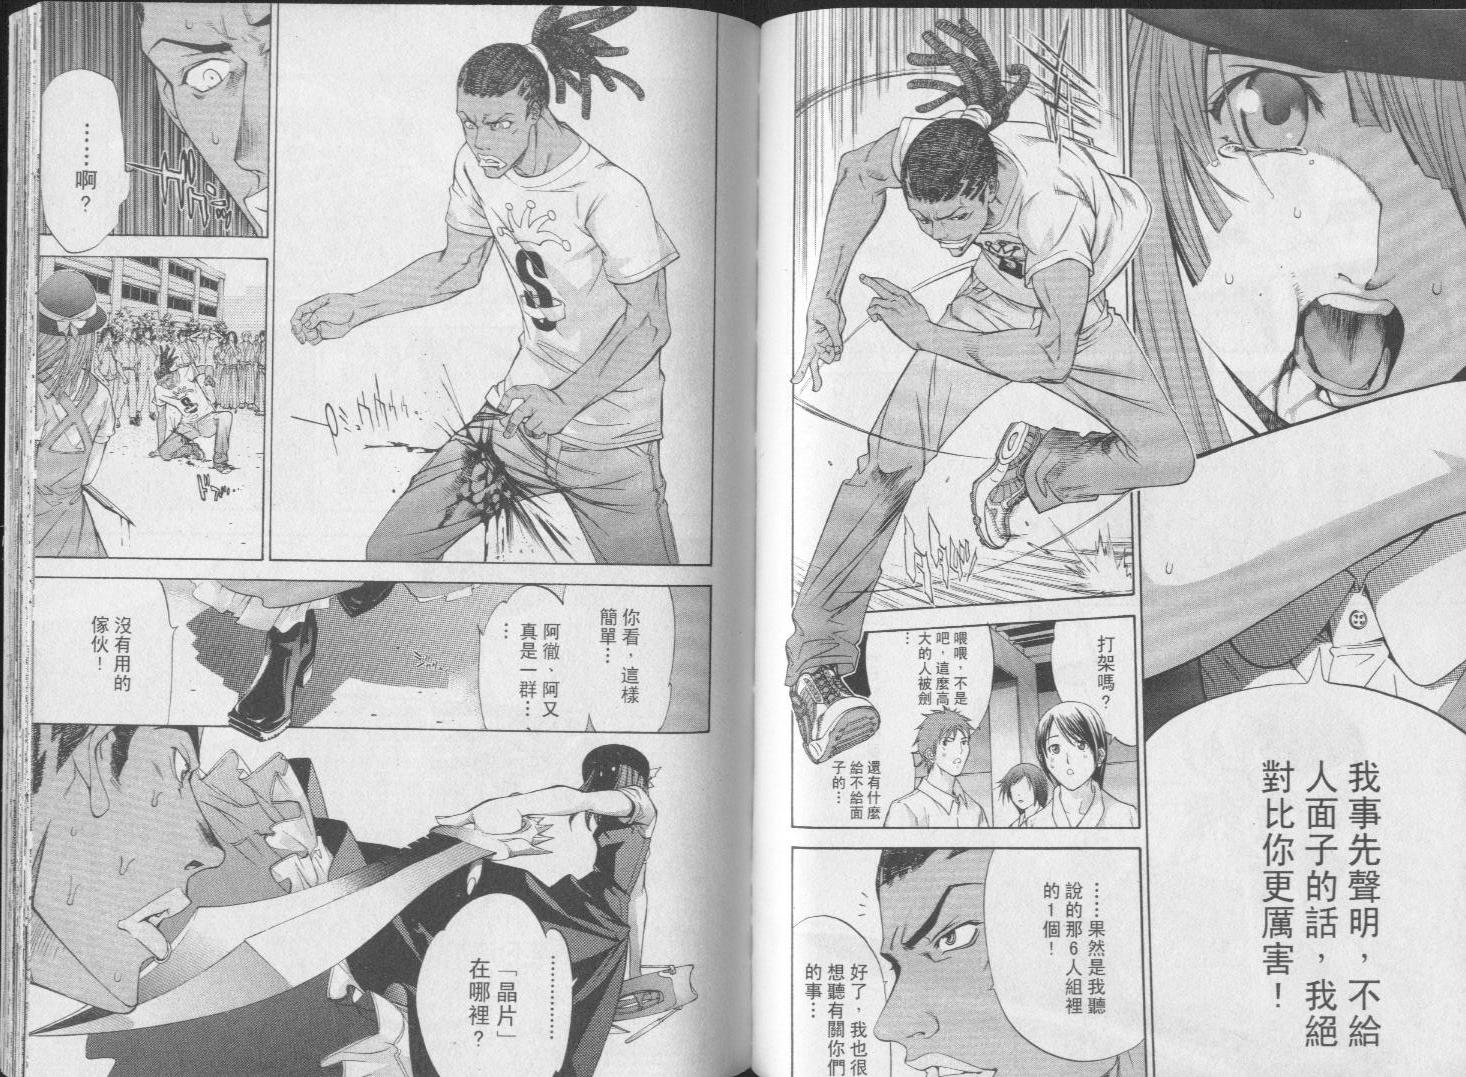 我事先聲明,不給
人面子的話,我絕
對比你更厲害!
打架嗎?
喂喂,不是
吧,這麼高
大的人被劍
…
還有什麼
給不給面
子的…
……果然是我聽
說的那6人組裡
的1個!
好了,我也很
想聽有關你們
的事…
S
……啊?
S
你看,這樣
簡單…
阿徹、阿又
真是一群…
…
沒有用的
傢伙!
……………
「晶片」
在哪裡?